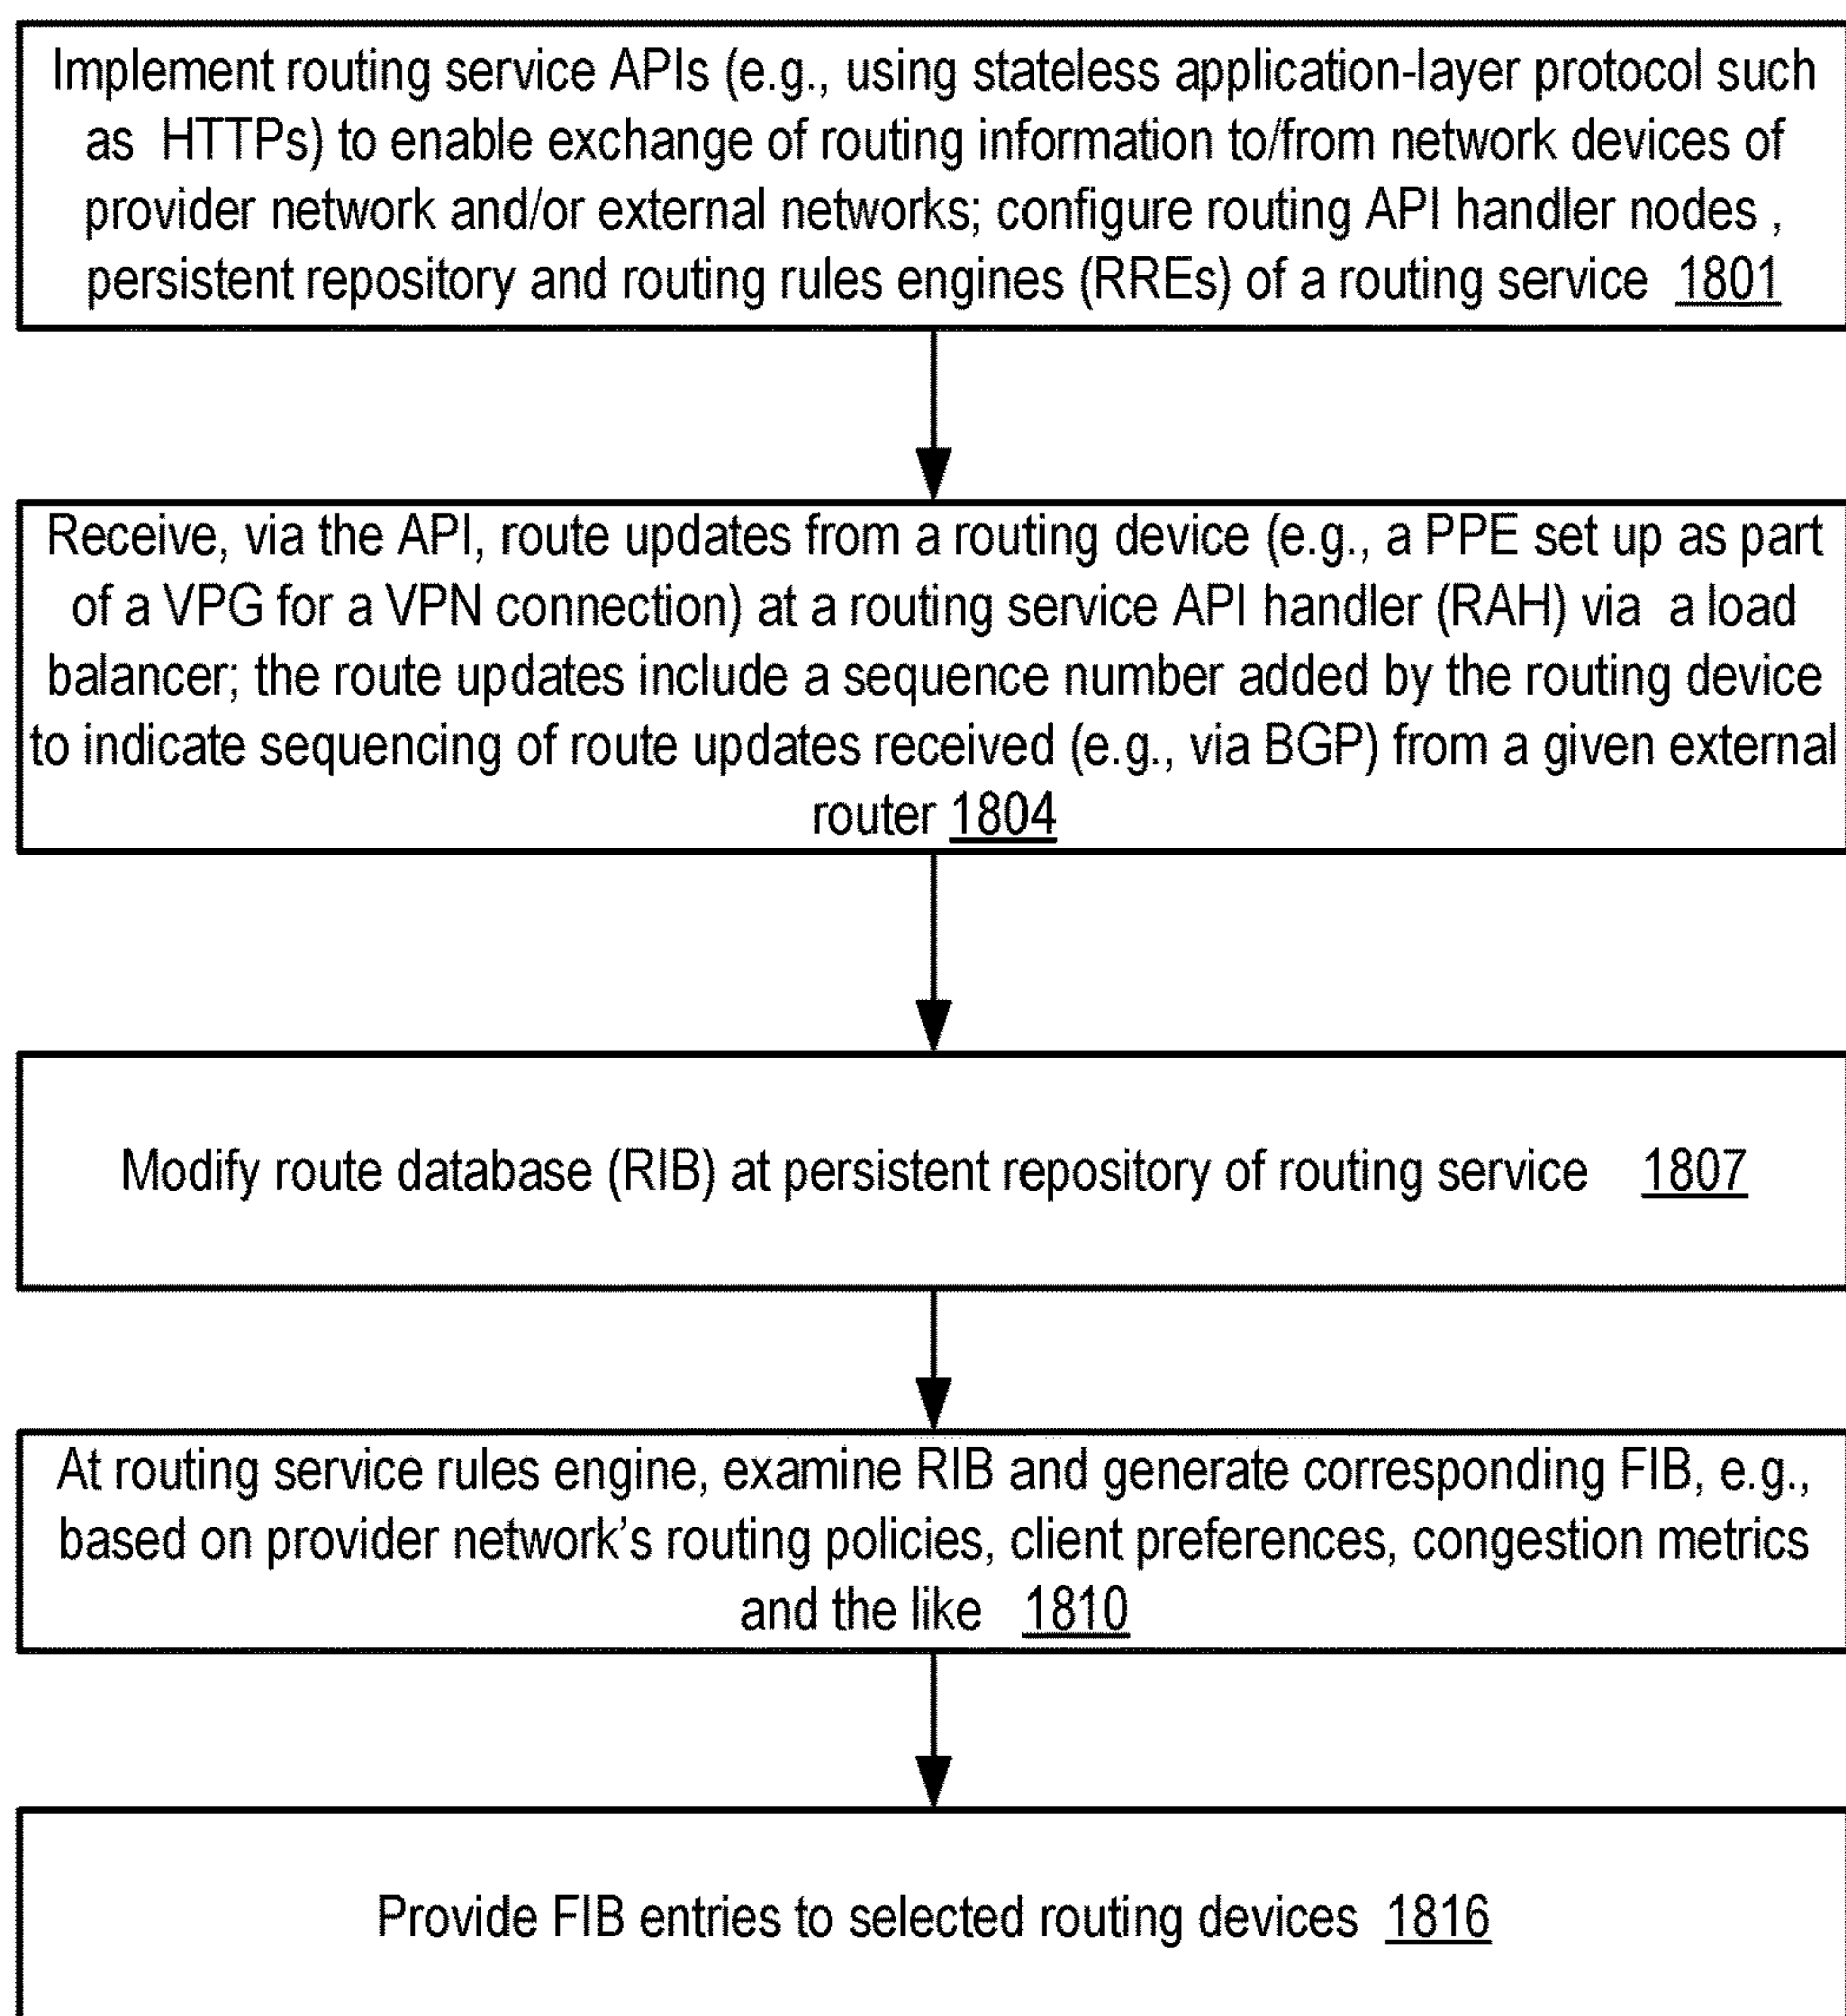 Implement routing service APIs (e.g., using stateless application-layer protocol such
as HTTPs) to enable exchange of routing information to/from network devices of
provider network and/or external networks; configure routing API handler nodes ,
persistent repository and routing rules engines (RREs) of a routing service 1801
Receive, via the API, route updates from a routing device (e.g., a PPE set up as part
of a VPG for a VPN connection) at a routing service API handler (RAH) via a load
balancer; the route updates include a sequence number added by the routing device
to indicate sequencing of route updates received (e.g., via BGP) from a given external
router 1804
Modify route database (RIB) at persistent repository of routing service 1807
At routing service rules engine, examine RIB and generate corresponding FIB, e.g.,
based on provider network’s routing policies, client preferences, congestion metrics
and the like 1810
Provide FIB entries to selected routing devices 1816